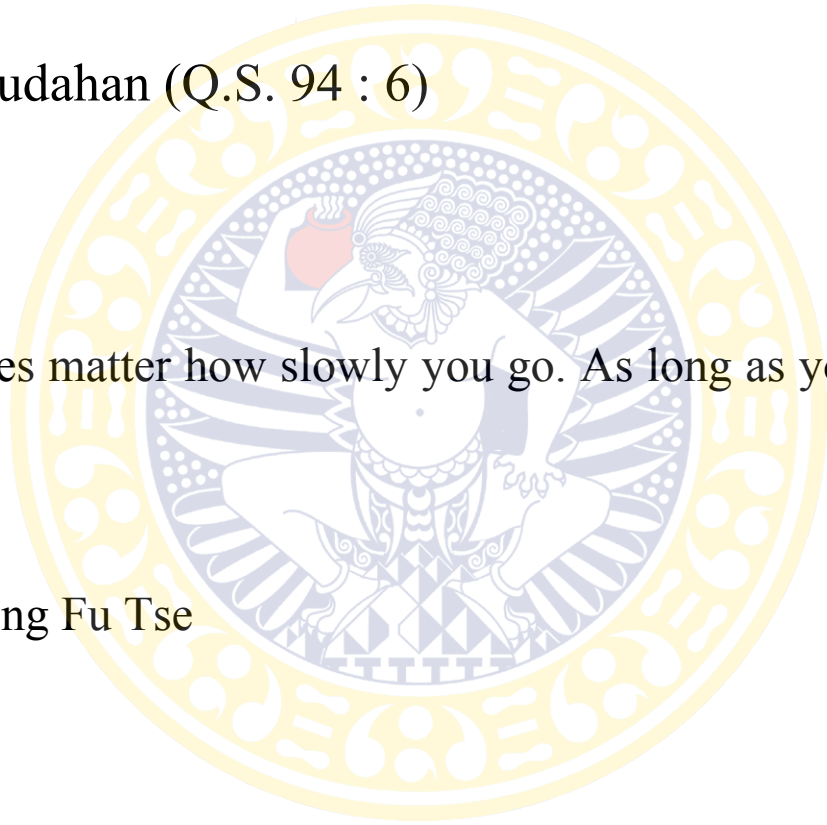 udahan (Q.S. 94 : 6)
es matter how slowly you go. As long as yo
ng Fu Tse